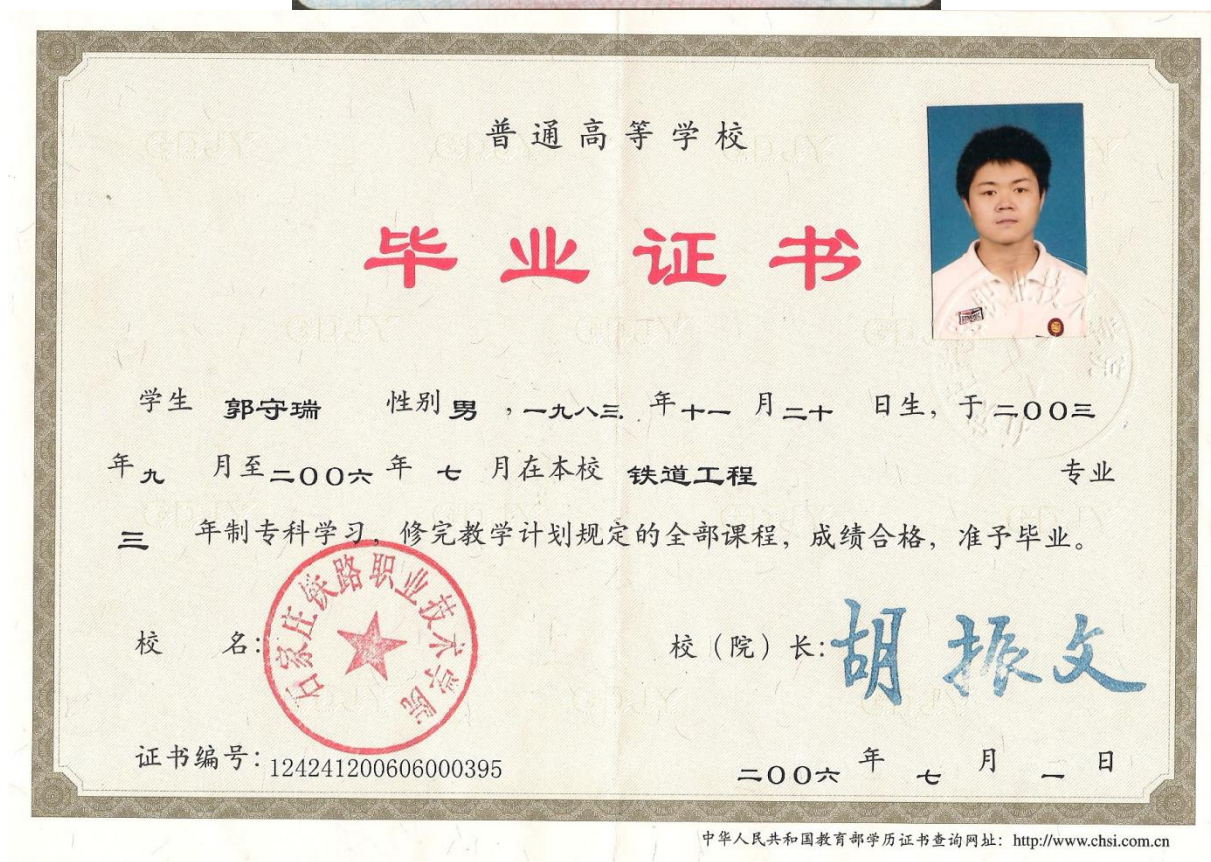 普通高等学校
毕业证书
学生 郭守瑞 性别 男 ，一九八三 年 十一 月 二十 日生，于 二00三
年 九 月至 二00六 年 七 月在本校 铁道工程 专业
三 年制专科学习，修完教学计划规定的全部课程，成绩合格，准予毕业。
校 名：
石家庄铁路职业技术学院
校（院）长：胡振文
证书编号：124241200606000395
二00六 年 七 月 一 日
中华人民共和国教育部学历证书查询网址：http://www.chsi.com.cn